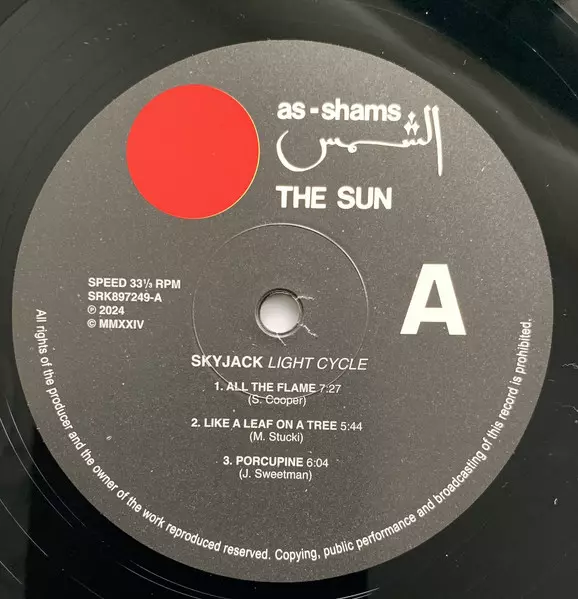 as-shams
الشمس
THE SUN
A
SPEED 33⅓ RPM
SRK897249-A
℗ 2024
© MMXXIV
SKYJACK LIGHT CYCLE
1. ALL THE FLAME 7:27
(S. Cooper)
2. LIKE A LEAF ON A TREE 5:44
(M. Stucki)
3. PORCUPINE 6:04
(J. Sweetman)
All rights of the producer and the owner of the work reproduced reserved. Copying, public performance and broadcasting of this record is prohibited.